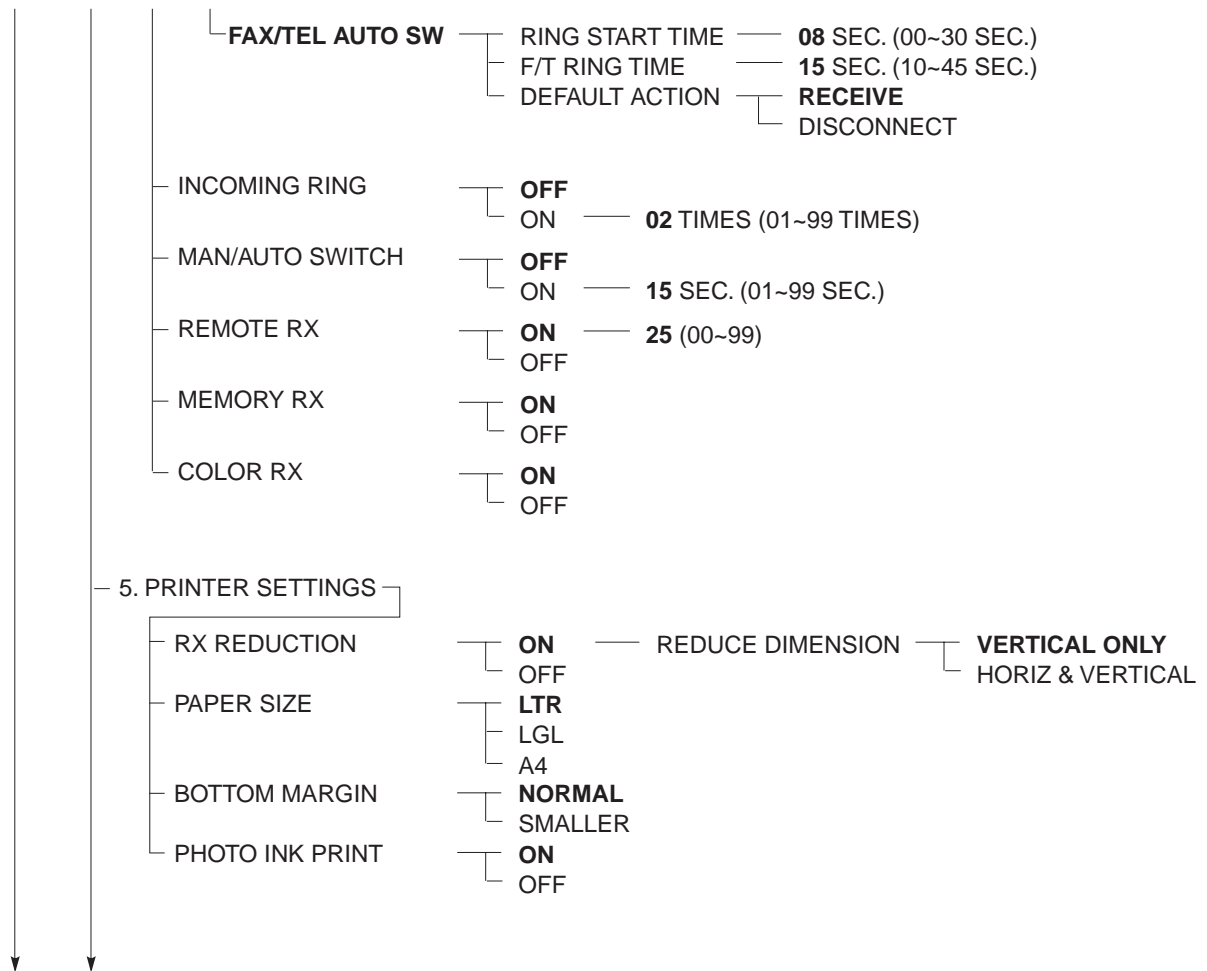 FAX/TEL AUTO SW RING START TIME 08 SEC. (00~30 SEC.)
F/T RING TIME 15 SEC. (10~45 SEC.)
DEFAULT ACTION RECEIVE
DISCONNECT
INCOMING RING OFF
ON 02 TIMES (01~99 TIMES)
MAN/AUTO SWITCH OFF
ON 15 SEC. (01~99 SEC.)
REMOTE RX ON 25 (00~99)
OFF
MEMORY RX ON
OFF
COLOR RX ON
OFF
5. PRINTER SETTINGS
RX REDUCTION ON REDUCE DIMENSION VERTICAL ONLY
OFF HORIZ & VERTICAL
PAPER SIZE LTR
LGL
A4
BOTTOM MARGIN NORMAL
SMALLER
PHOTO INK PRINT ON
OFF